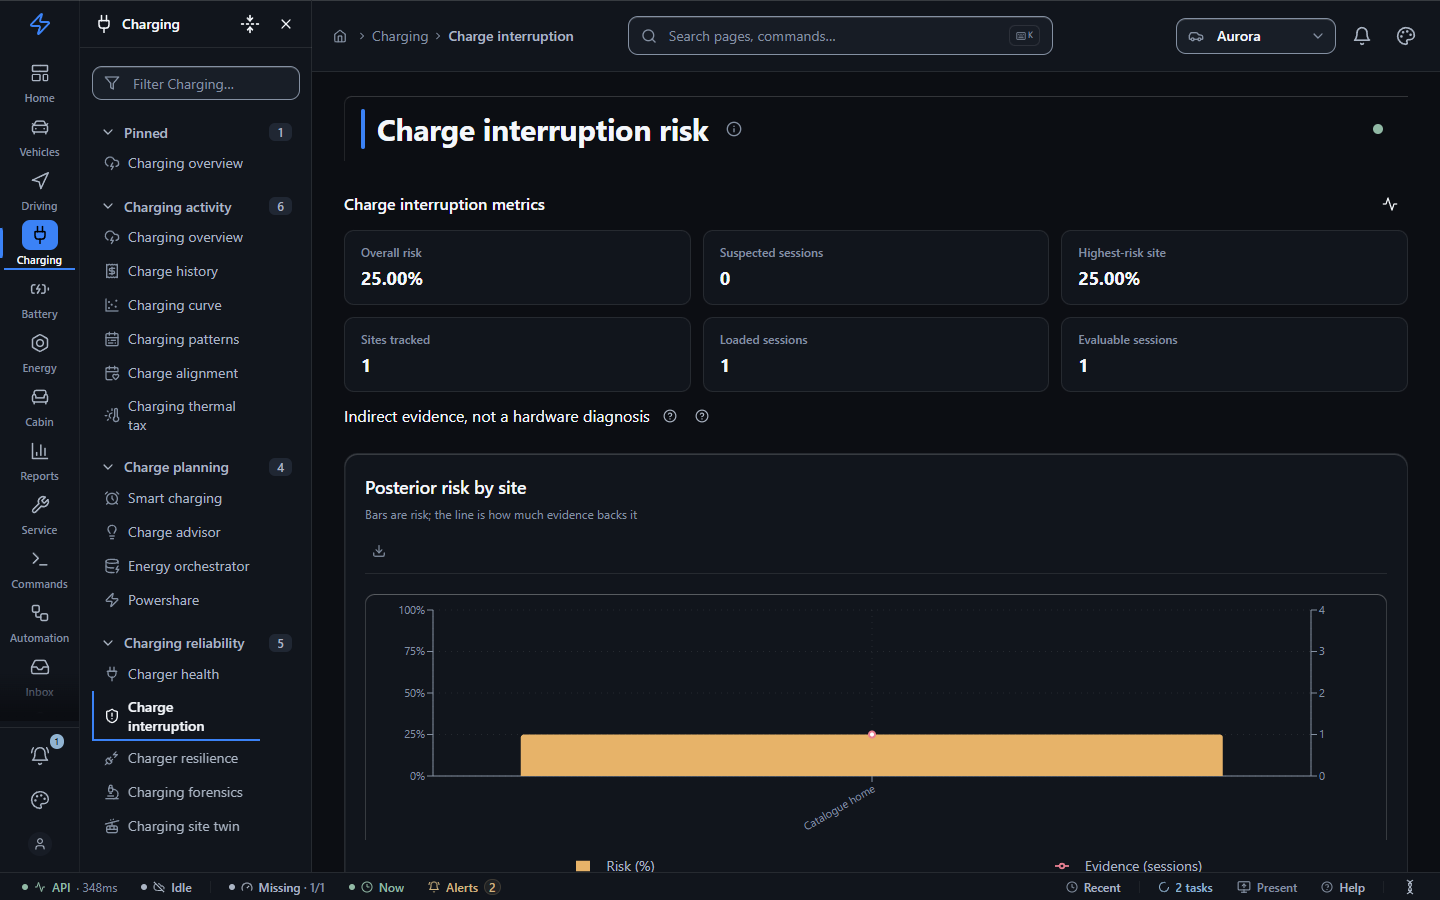 Charging
Charging
Charge interruption
Search pages, commands...
K
Aurora
Home
Vehicles
Driving
Charging
Battery
Energy
Cabin
Reports
Service
Commands
Automation
Inbox
1
Filter Charging...
Pinned
1
Charging overview
Charging activity
6
Charging overview
Charge history
Charging curve
Charging patterns
Charge alignment
Charging thermal
tax
Charge planning
4
Smart charging
Charge advisor
Energy orchestrator
Powershare
Charging reliability
5
Charger health
Charge
interruption
Charger resilience
Charging forensics
Charging site twin
Charge interruption risk
Charge interruption metrics
Overall risk
25.00%
Suspected sessions
0
Highest-risk site
25.00%
Sites tracked
1
Loaded sessions
1
Evaluable sessions
1
Indirect evidence, not a hardware diagnosis
Posterior risk by site
Bars are risk; the line is how much evidence backs it
100%
75%
50%
25%
0%
4
3
2
1
0
Catalogue home
Risk (%)
Evidence (sessions)
API · 348ms
Idle
Missing · 1/1
Now
Alerts 2
Recent
2 tasks
Present
Help